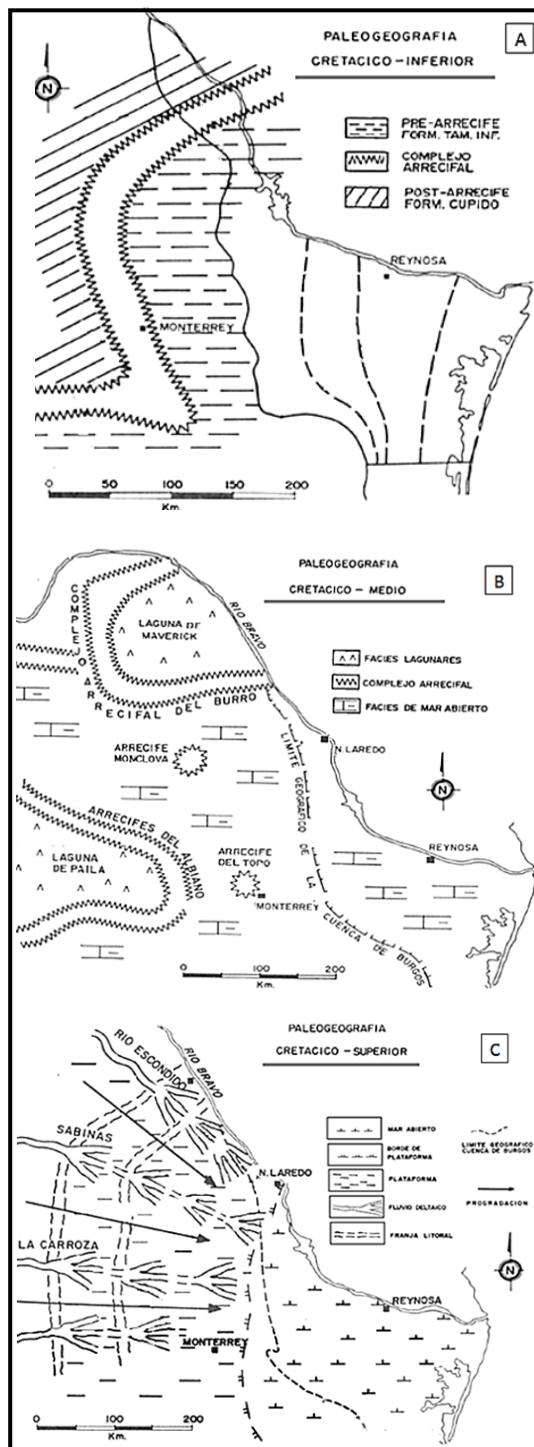 A
PALEOGEOGRAFIA
CRETACICO - INFERIOR
N
PRE-ARRECIFE
FORM. TAM. INF.
COMPLEJO
ARRECIFAL
POST-ARRECIFE
FORM. CUPIDO
REYNOSA
MONTERREY
0 50 100 150 200
Km.
B
PALEOGEOGRAFIA
CRETACICO - MEDIO
COMPLEJO ARRECIFAL DEL BURRO
LAGUNA
DE MAVERICK
RIO BRAVO
FACIES LAGUNARES
COMPLEJO ARRECIFAL
FACIES DE MAR ABIERTO
ARRECIFE
MONCLOVA
LIMITE GEOGRAFICO DE LA CUENCA DE BURGOS
N. LAREDO
N
ARRECIFES DEL ALBIANO
LAGUNA
DE PAILA
ARRECIFE
DEL TOPO
MONTERREY
REYNOSA
0 100 200
Km.
C
PALEOGEOGRAFIA
CRETACICO - SUPERIOR
RIO ESCONDIDO
RIO BRAVO
SABINAS
N. LAREDO
MAR ABIERTO
BORDE DE
PLATAFORMA
PLATAFORMA
FLUVIO DELTAICO
FRANJA LITORAL
LIMITE GEOGRAFICO
CUENCA DE BURGOS
PROGRADACIÓN
N
LA CARROZA
REYNOSA
MONTERREY
0 100 200
Km.